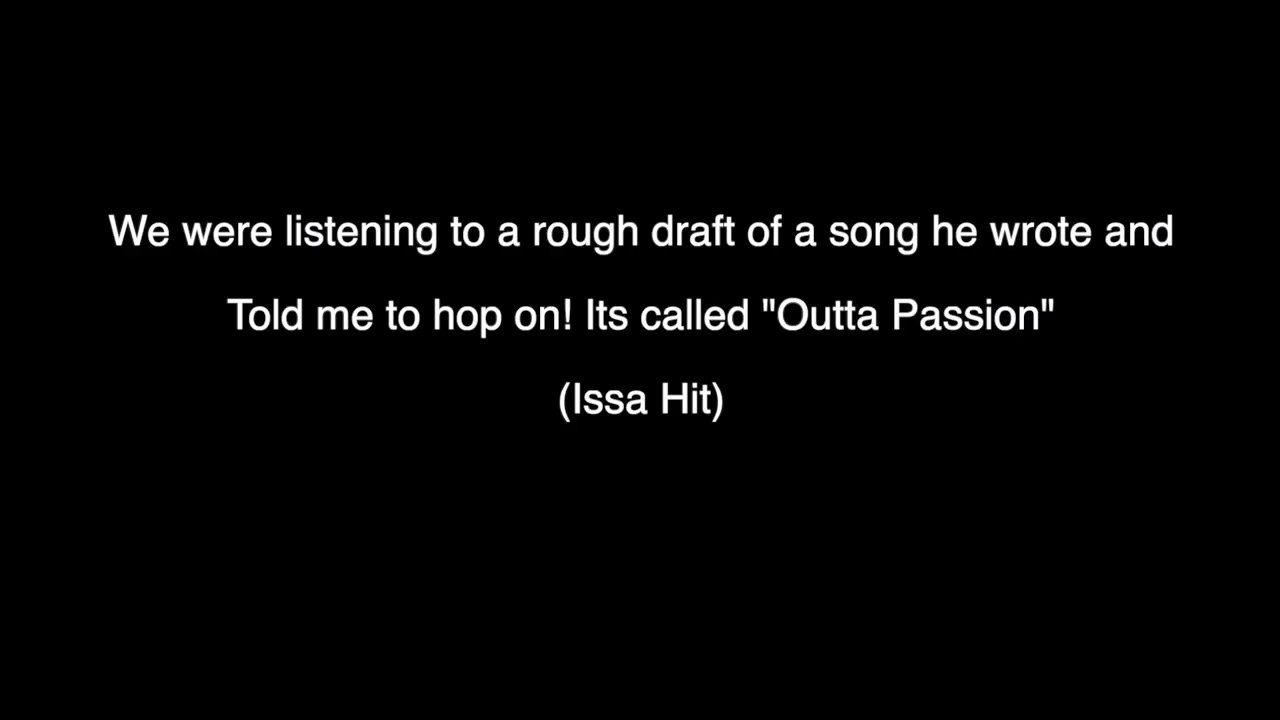 We were listening to a rough draft of a song he wrote and
Told me to hop on! Its called "Outta Passion"
(Issa Hit)